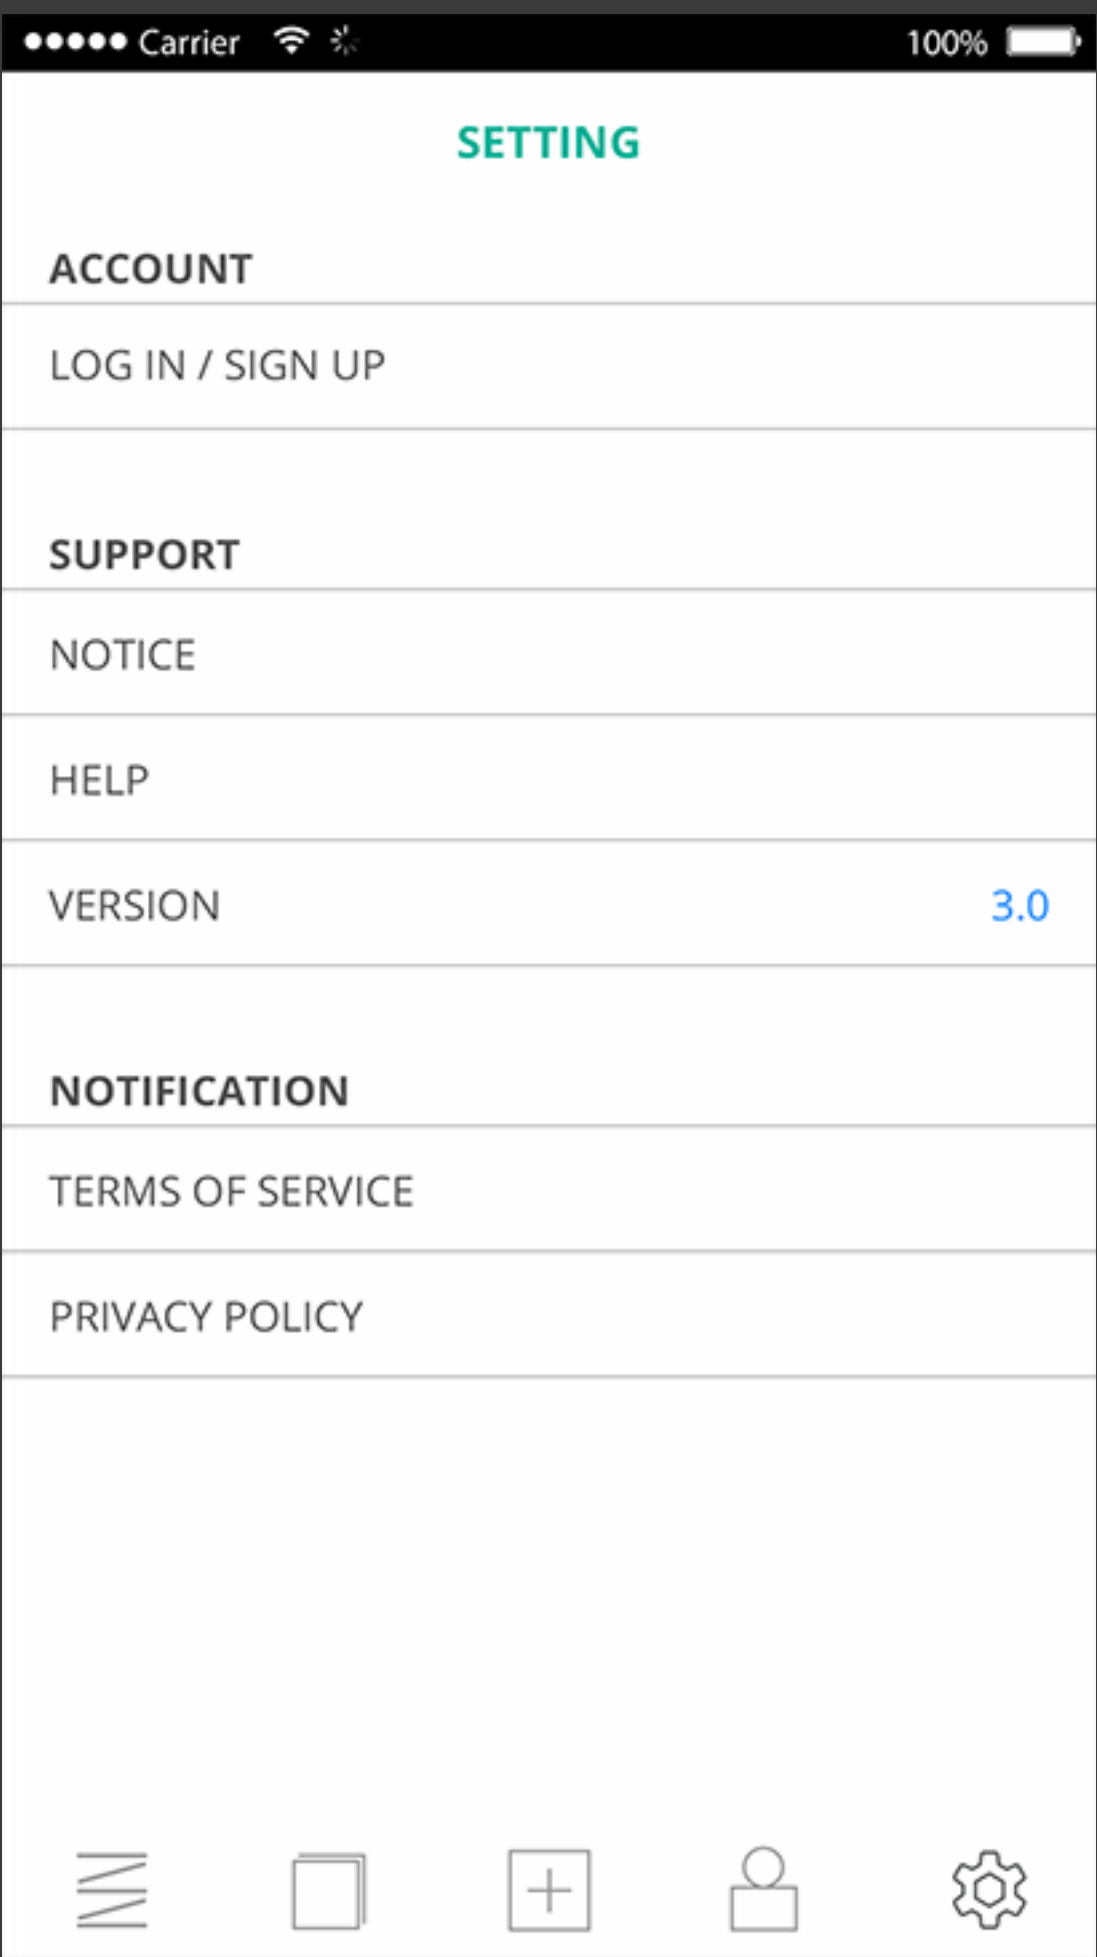 Carrier 100%
SETTING
ACCOUNT
LOG IN / SIGN UP
SUPPORT
NOTICE
HELP
VERSION 3.0
NOTIFICATION
TERMS OF SERVICE
PRIVACY POLICY